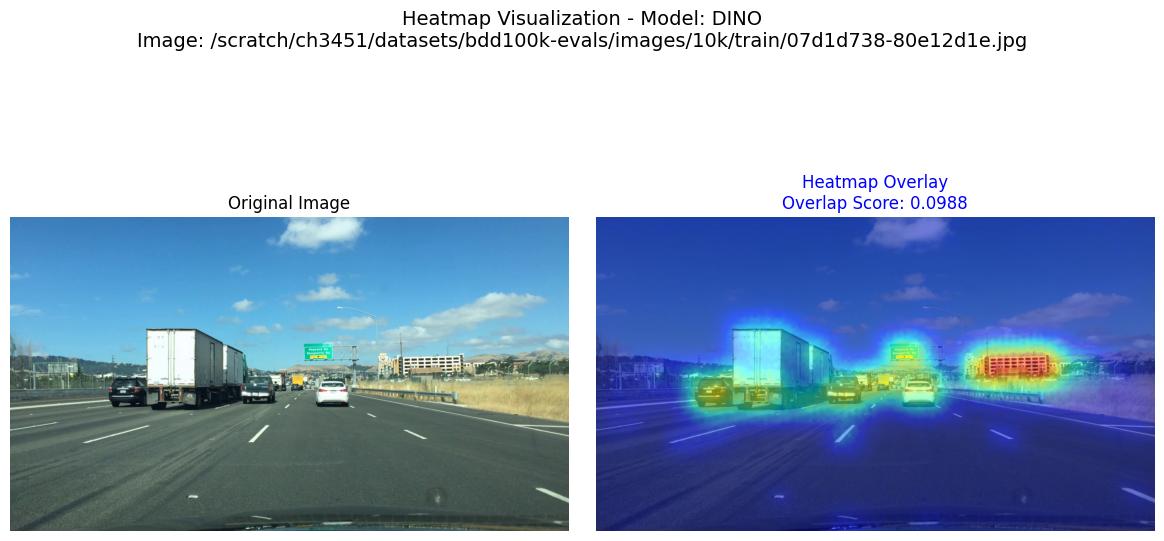 Heatmap Visualization - Model: DINO
Image: /scratch/ch3451/datasets/bdd100k-evals/images/10k/train/07d1d738-80e12d1e.jpg
Original Image
Heatmap Overlay
Overlap Score: 0.0988